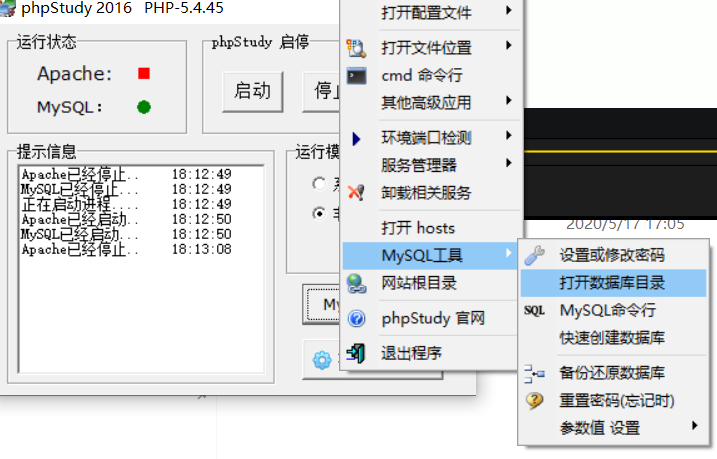 phpStudy 2016 PHP-5.4.45
运行状态
Apache:
MySQL:
phpStudy 启停
启动
提示信息
Apache已经停止.. 18:12:49
MySQL已经停止... 18:12:49
正在启动进程.... 18:12:49
Apache已经启动.. 18:12:50
MySQL已经启动... 18:12:50
Apache已经停止.. 18:13:08
运行模
My
打开配置文件
打开文件位置
cmd 命令行
其他高级应用
环境端口检测
服务管理器
卸载相关服务
打开 hosts
MySQL工具
网站根目录
phpStudy 官网
退出程序
2020/5/17 17:05
设置或修改密码
打开数据库目录
SQL MySQL命令行
快速创建数据库
备份还原数据库
重置密码(忘记时)
参数值 设置